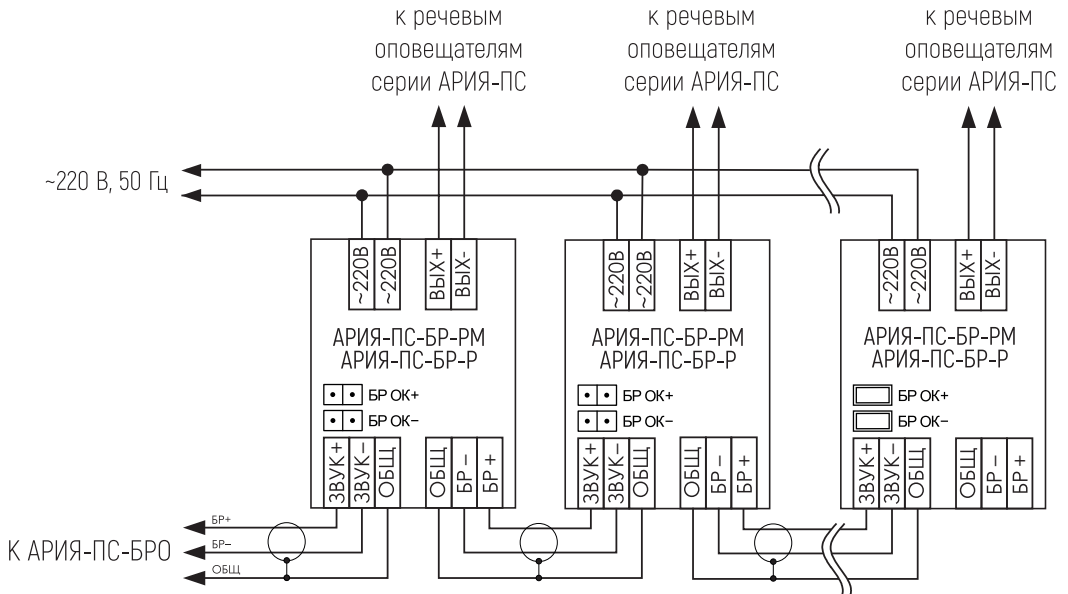 к речевым
оповещателям
серии АРИЯ-ПС
к речевым
оповещателям
серии АРИЯ-ПС
к речевым
оповещателям
серии АРИЯ-ПС
~220 В, 50 Гц
~220В
~220В
ВЫХ+
ВЫХ-
~220В
~220В
ВЫХ+
ВЫХ-
~220В
~220В
ВЫХ+
ВЫХ-
АРИЯ-ПС-БР-РМ
АРИЯ-ПС-БР-Р
АРИЯ-ПС-БР-РМ
АРИЯ-ПС-БР-Р
АРИЯ-ПС-БР-РМ
АРИЯ-ПС-БР-Р
БР ОК+
БР ОК–
БР ОК+
БР ОК–
БР ОК+
БР ОК–
ЗВУК+
ЗВУК–
ОБЩ
ОБЩ
БР –
БР +
ЗВУК+
ЗВУК–
ОБЩ
ОБЩ
БР –
БР +
ЗВУК+
ЗВУК–
ОБЩ
ОБЩ
БР –
БР +
К АРИЯ-ПС-БРО
БР+
БР–
ОБЩ